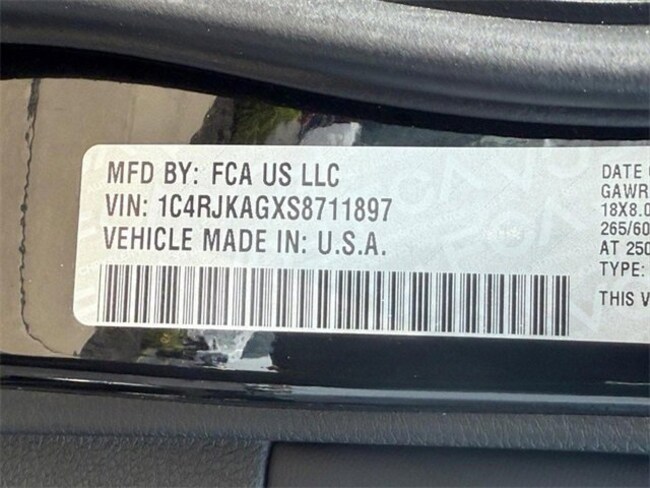 MFD BY: FCA US LLC
VIN: 1C4RJKAGXS8711897
VEHICLE MADE IN: U.S.A.
DATE
GAWR
18X8.0
265/60
AT 250
TYPE:
THIS V